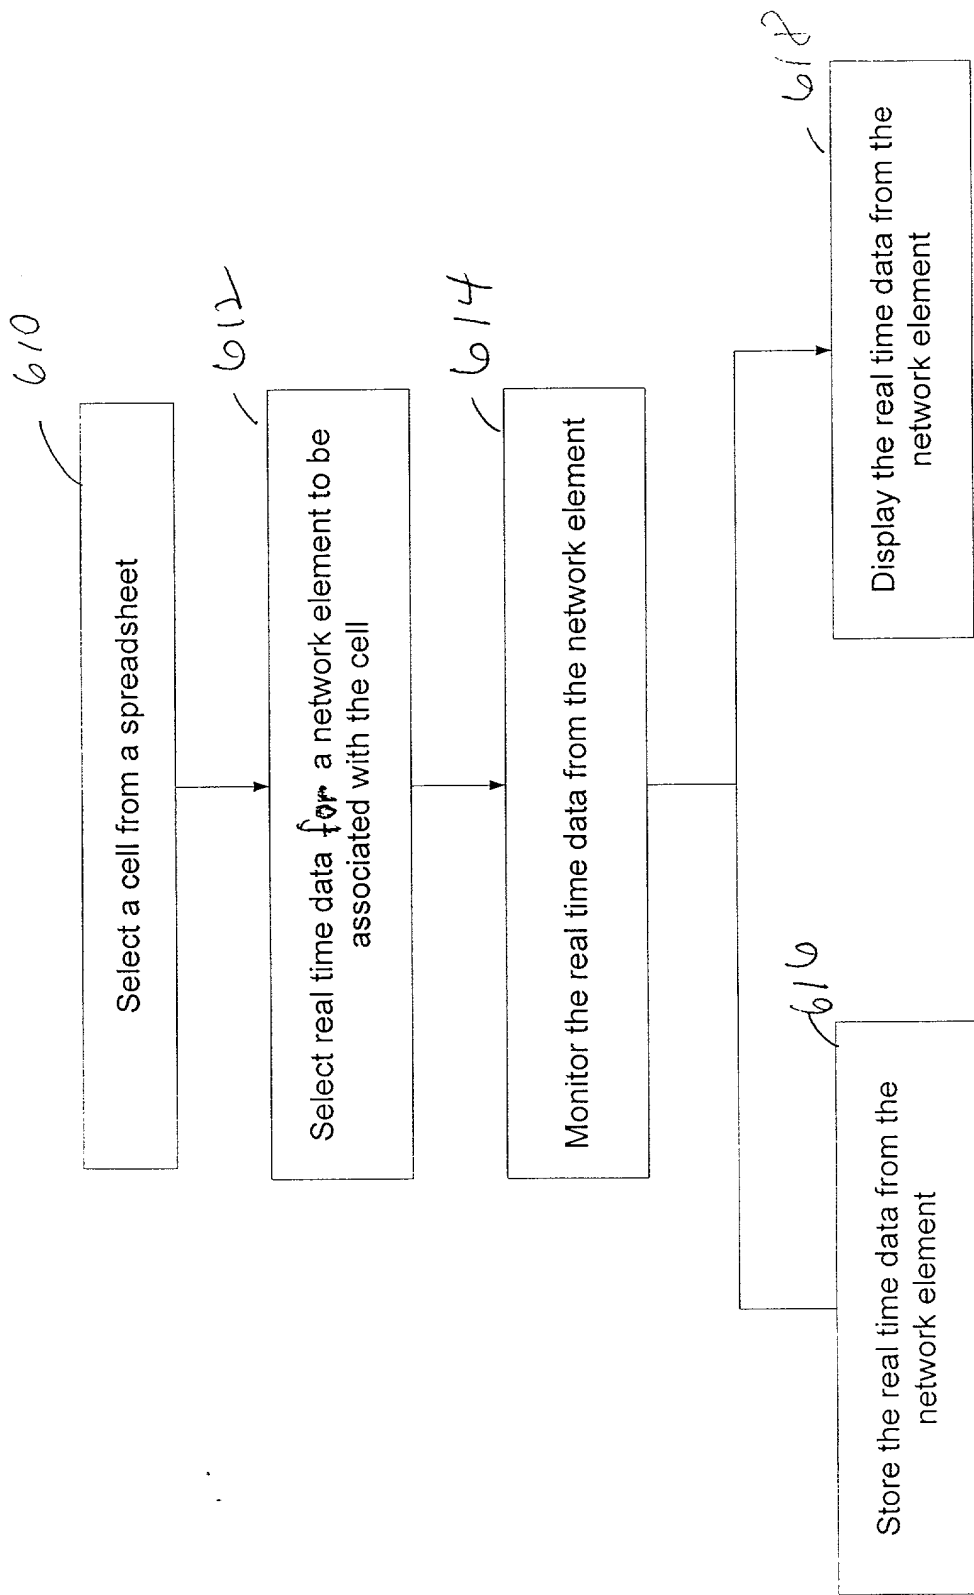 610
Select a cell from a spreadsheet
612
Select real time data for a network element to be
associated with the cell
614
Monitor the real time data from the network element
616
Store the real time data from the
network element
618
Display the real time data from the
network element